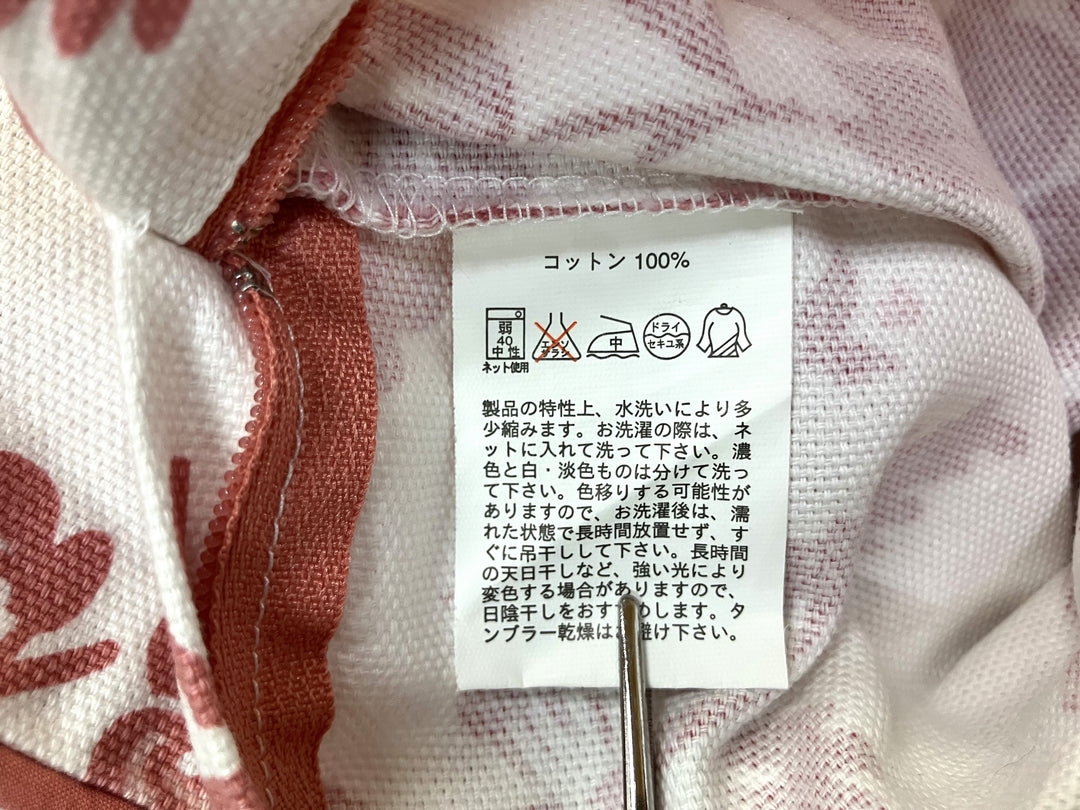 コットン 100%
弱
40
中 性
ネット使用
エンソ
サラシ
中
ドライ
セキユ系
製品の特性上、水洗いにより多
少縮みます。お洗濯の際は、ネ
ットに入れて洗って下さい。濃
色と白・淡色ものは分けて洗っ
て下さい。色移りする可能性が
ありますので、お洗濯後は、濡
れた状態で長時間放置せず、す
ぐに吊干しして下さい。長時間
の天日干しなど、強い光により
変色する場合がありますので、
日陰干しをおすすめします。タ
ンブラー乾燥はお避け下さい。